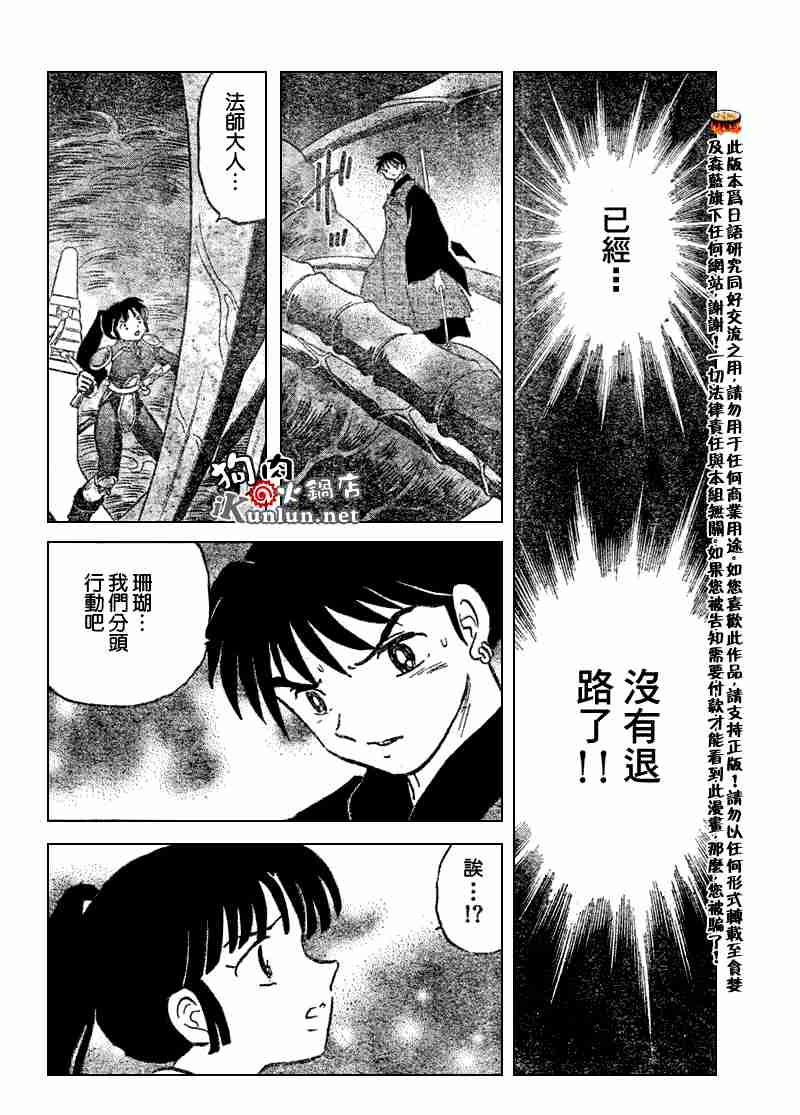 已經…
沒有退
路了!!
法師大人…
珊瑚…
我們分頭
行動吧
誒…!?
狗肉火鍋店
iKunlun.net
此版本爲日語研究同好交流之用,請勿用于任何商業用途。如您喜歡此作品,請支持正版!請勿以任何形式轉載至貪婪
及森藍旗下任何網站,謝謝!一切法律責任與本組無關。如果您被告知需要付款才能看到此漫畫,那麼,您被騙了!